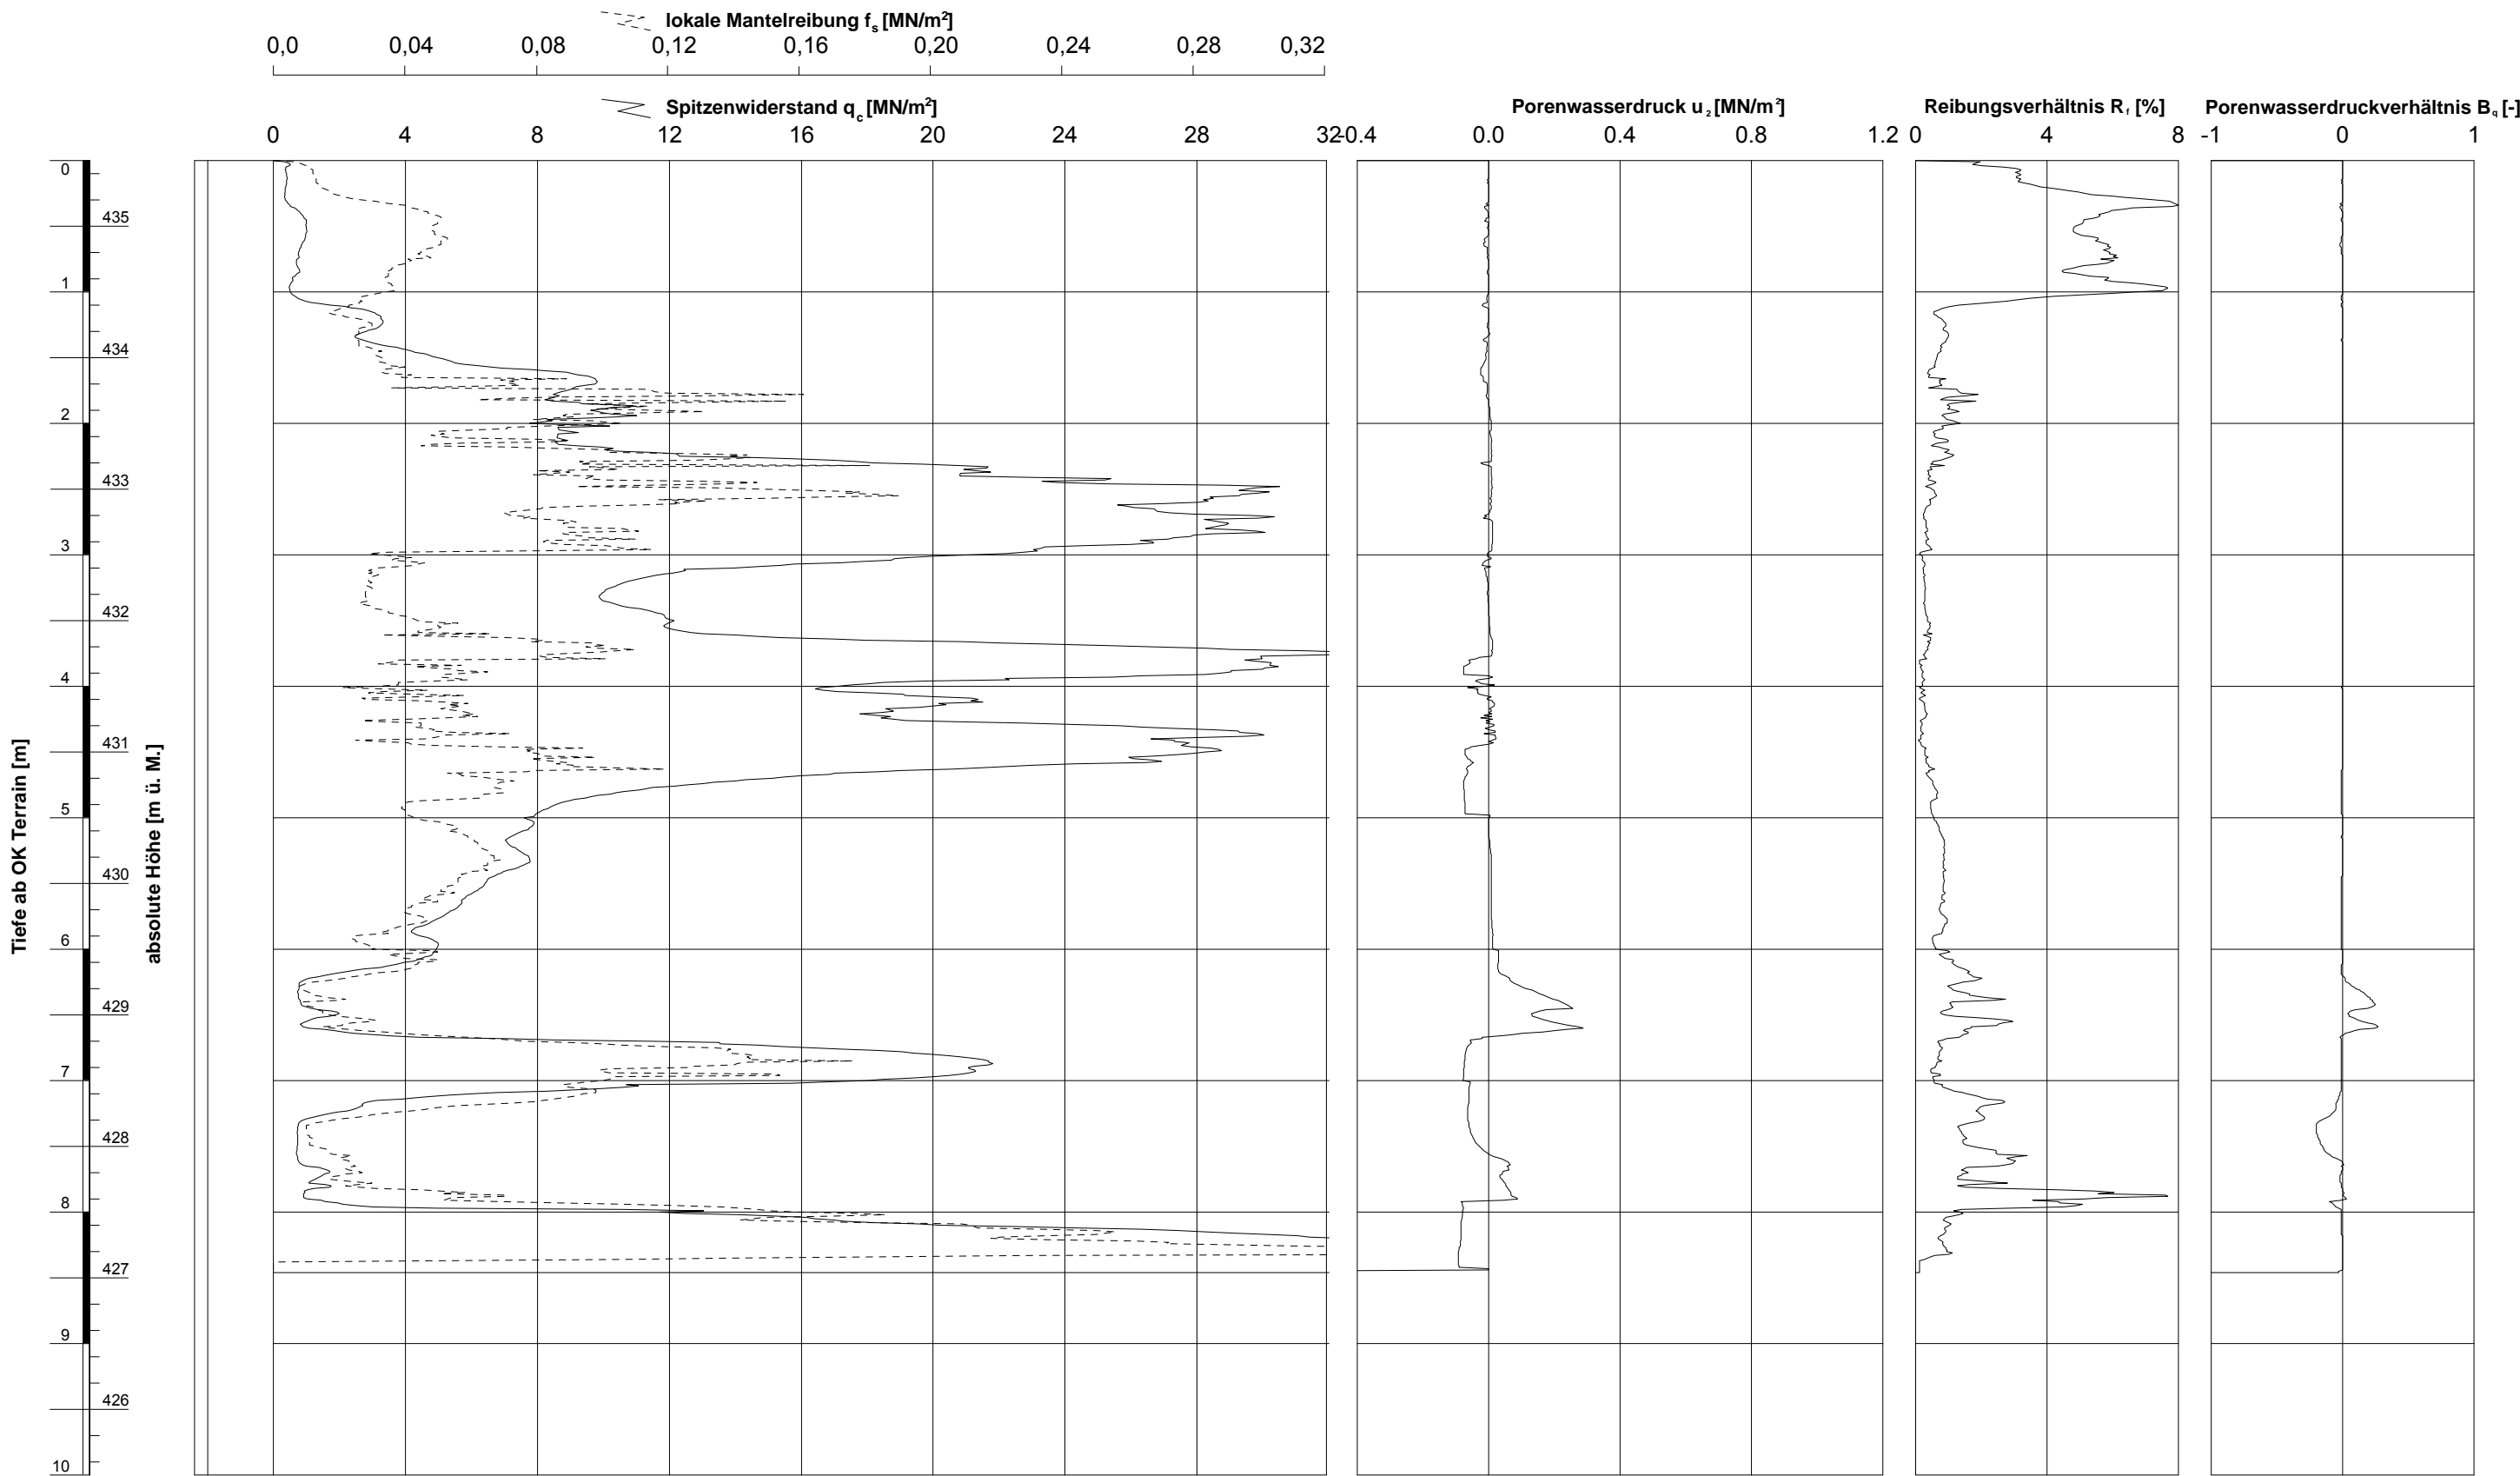 lokale Mantelreibung fs [MN/m²]
0,0 0,04 0,08 0,12 0,16 0,20 0,24 0,28 0,32
Spitzenwiderstand qc [MN/m²]
0 4 8 12 16 20 24 28 32
Porenwasserdruck u2 [MN/m²]
-0.4 0.0 0.4 0.8 1.2
Reibungsverhältnis Rf [%]
0 4 8
Porenwasserdruckverhältnis Bq [-]
-1 0 1
Tiefe ab OK Terrain [m]
0
1
2
3
4
5
6
7
8
9
10
absolute Höhe [m ü. M.]
435
434
433
432
431
430
429
428
427
426